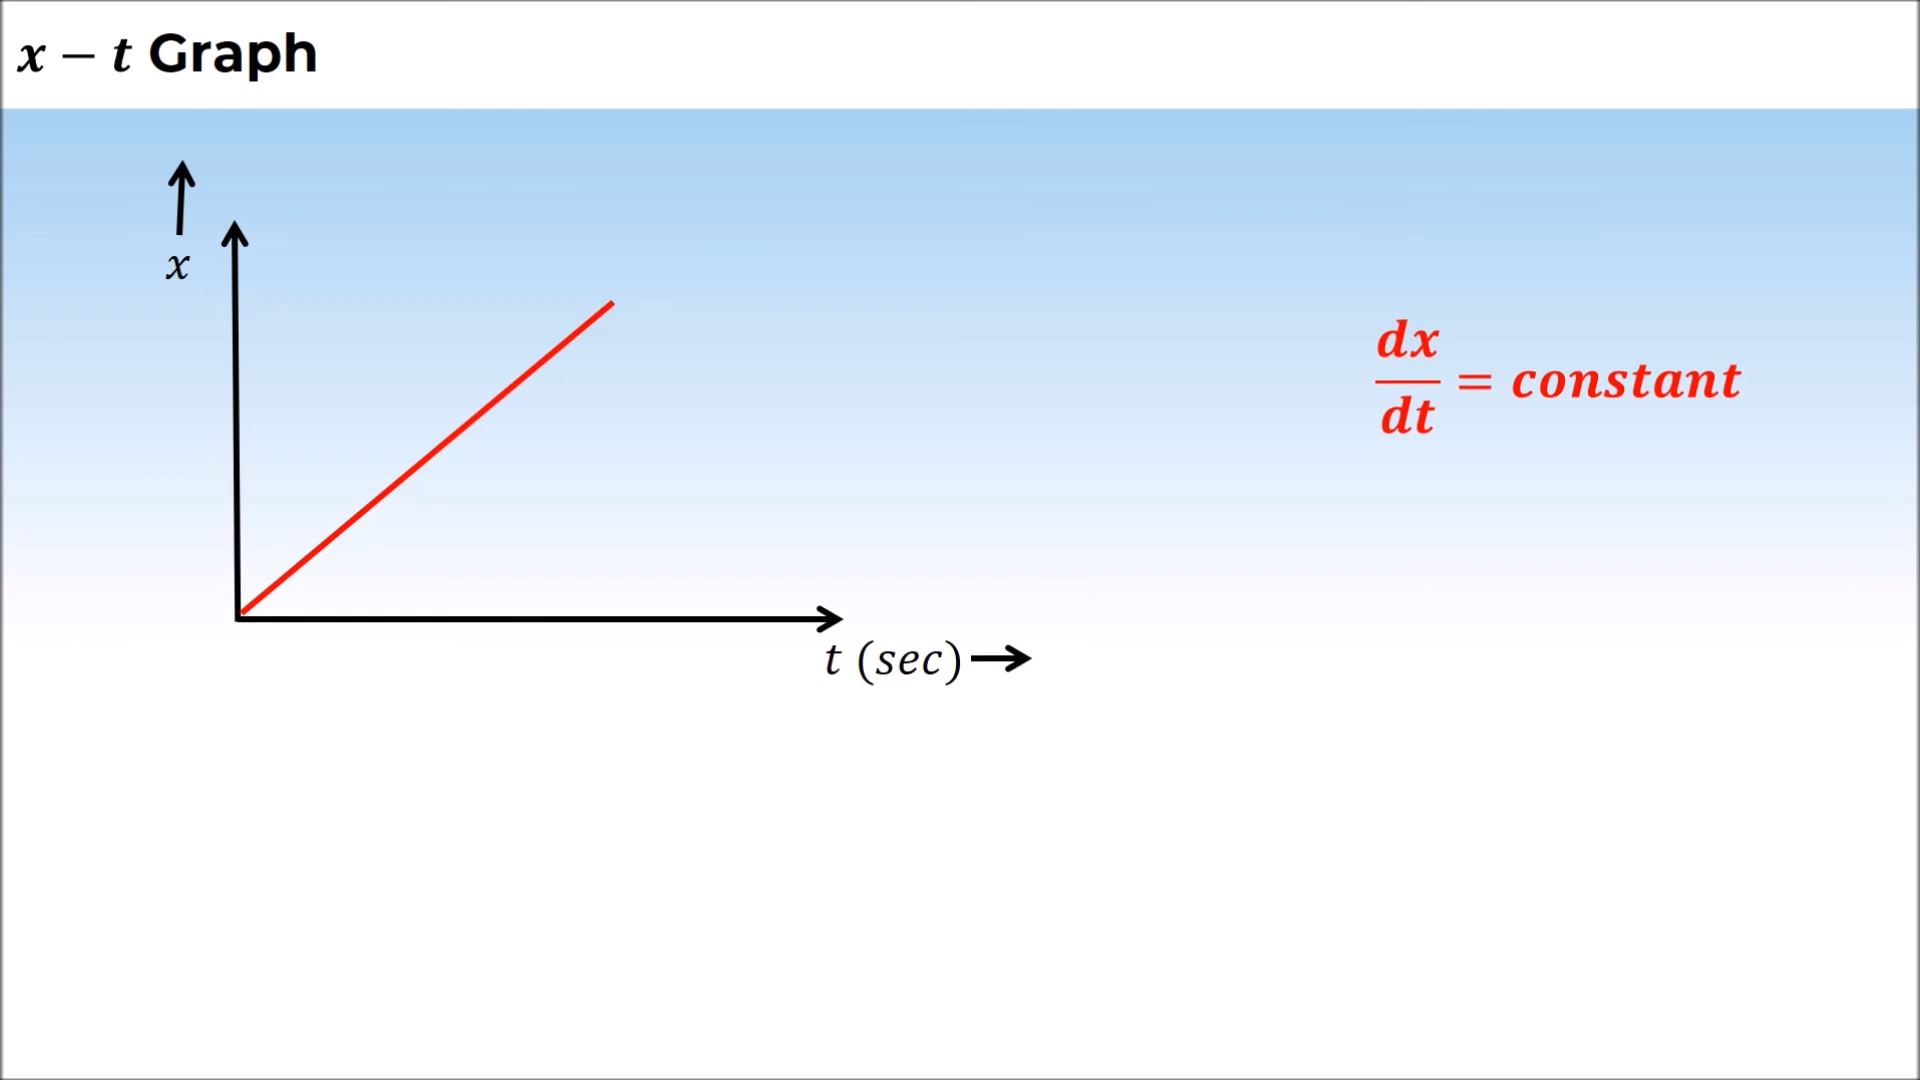 x − t Graph
x
dx/dt = constant
t (sec)